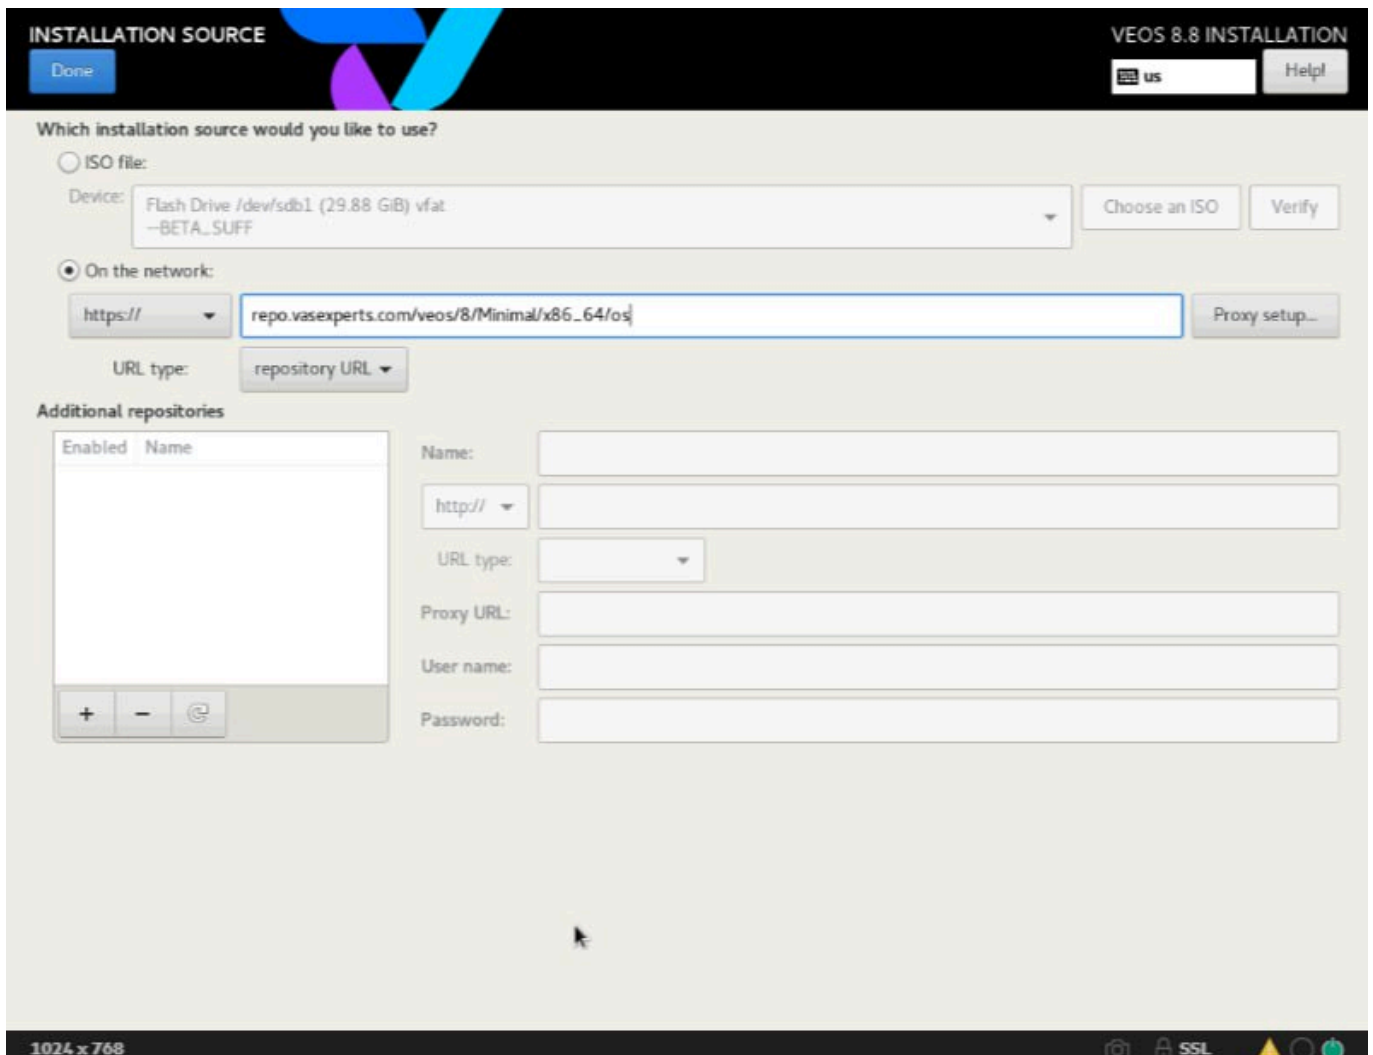 INSTALLATION SOURCE
VEOS 8.8 INSTALLATION
Done
us
Help!
Which installation source would you like to use?
ISO file:
Device:
Flash Drive /dev/sdb1 (29.88 GiB) vfat
--BETA_SUFF
Choose an ISO
Verify
On the network:
https://
repo.vasexperts.com/veos/8/Minimal/x86_64/os
Proxy setup...
URL type:
repository URL
Additional repositories
Enabled Name
Name:
http://
URL type:
Proxy URL:
User name:
+ −
Password:
1024 x 768
SSL